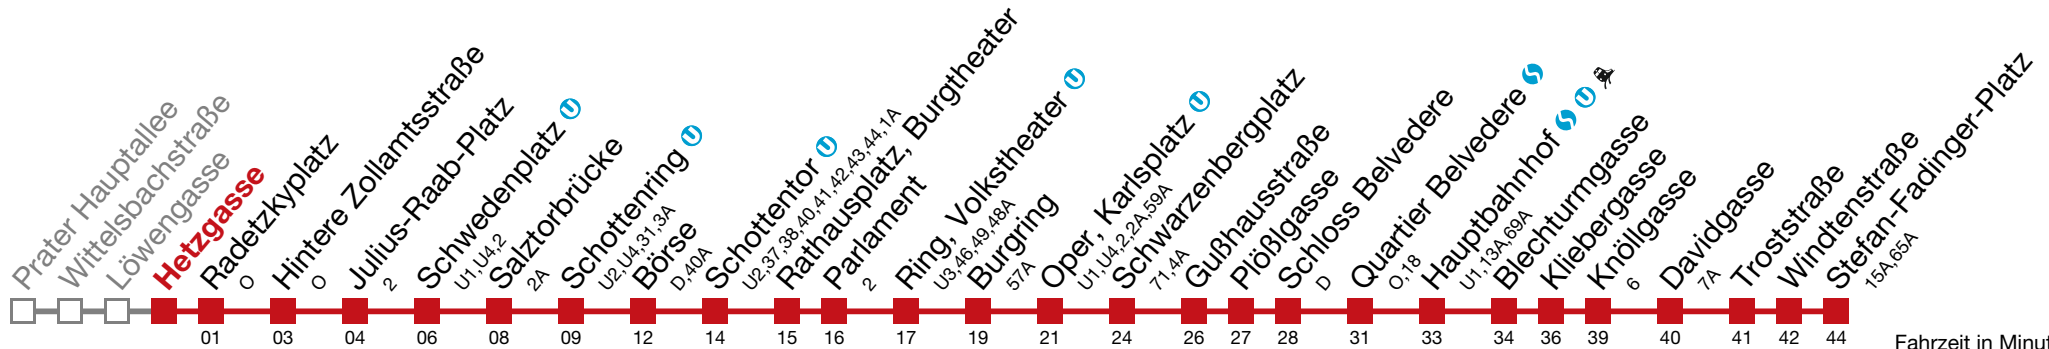 Prater Hauptallee
Wittelsbachstraße
Löwengasse
Hetzgasse
Radetzkyplatz
O
Hintere Zollamtsstraße
O
Julius-Raab-Platz
2
Schwedenplatz U
U1,U4,2
Salztorbrücke
2A
Schottenring U
U2,U4,31,3A
Börse
D,40A
Schottentor U
U2,37,38,40,41,42,43,44,1A
Rathausplatz, Burgtheater
Parlament
2
Ring, Volkstheater U
U3,46,49,48A
Burgring
57A
Oper, Karlsplatz U
U1,U4,2,2A,59A
Schwarzenbergplatz
71,4A
Gußhausstraße
Plößlgasse
Schloss Belvedere
D
Quartier Belvedere S
O,18
Hauptbahnhof S U
U1,13A,69A
Blechturmgasse
Kliebergasse
Knöllgasse
6
Davidgasse
7A
Troststraße
Windtenstraße
Stefan-Fadinger-Platz
15A,65A
01 03 04 06 08 09 12 14 15 16 17 19 21 24 26 27 28 31 33 34 36 39 40 41 42 44
Fahrzeit in Minut